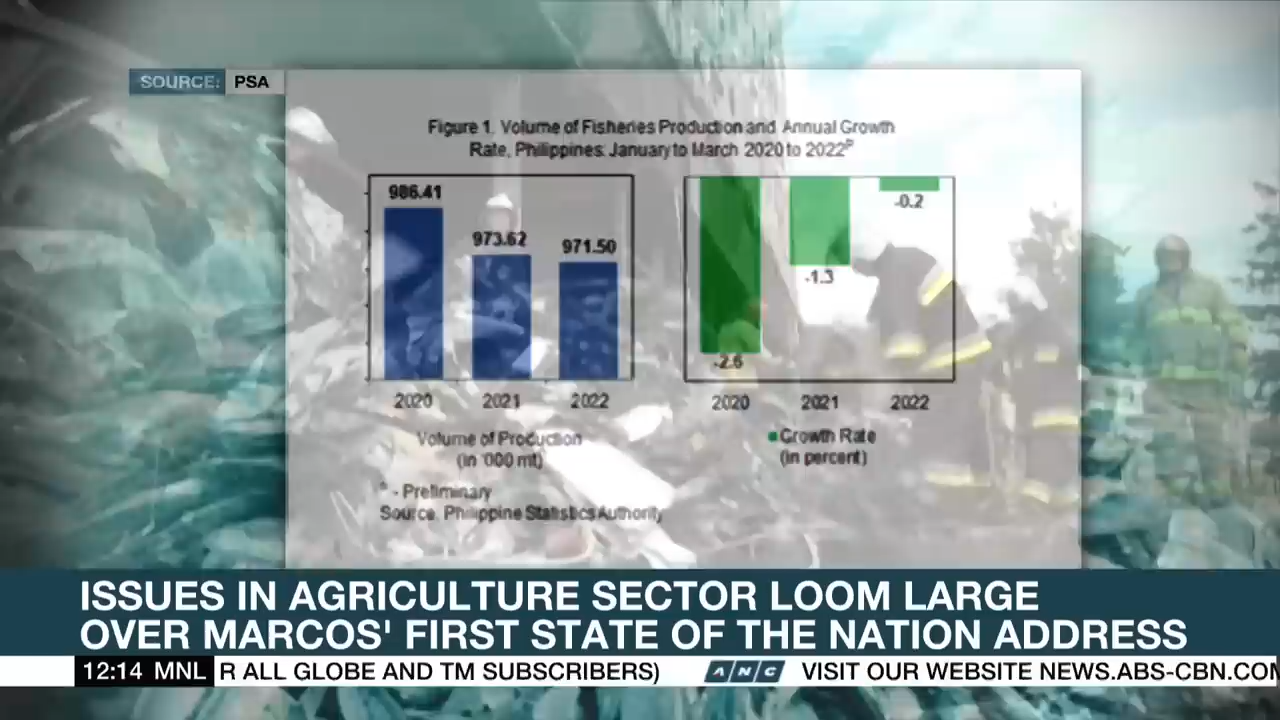 SOURCE: PSA
Figure 1. Volume of Fisheries Production and Annual Growth
Rate, Philippines: January to March 2020 to 2022ᴾ
986.41
973.62
971.50
2020 2021 2022
Volume of Production
(in '000 mt)
-2.6
-1.3
-0.2
2020 2021 2022
Growth Rate
(in percent)
ᴾ - Preliminary
Source: Philippine Statistics Authority
ISSUES IN AGRICULTURE SECTOR LOOM LARGE
OVER MARCOS' FIRST STATE OF THE NATION ADDRESS
12:14 MNL R ALL GLOBE AND TM SUBSCRIBERS) ANC VISIT OUR WEBSITE NEWS.ABS-CBN.COM